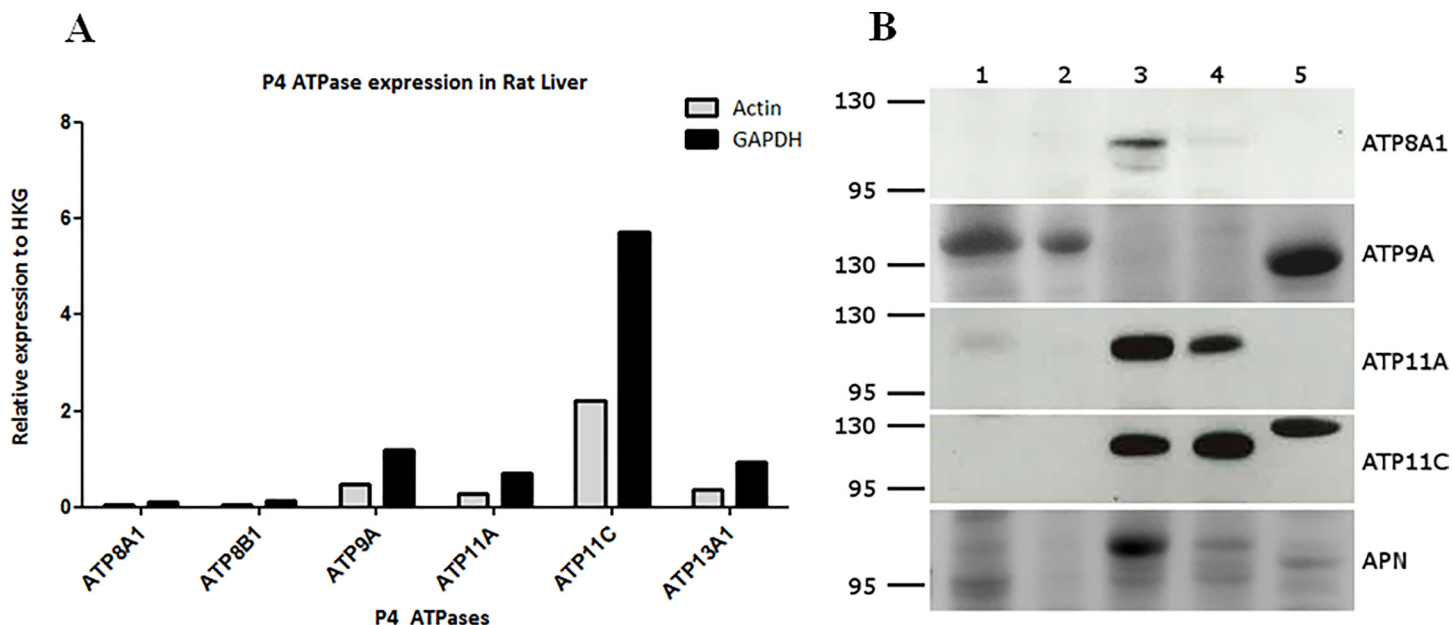 A
P4 ATPase expression in Rat Liver
Actin
GAPDH
Relative expression to HKG
8
6
4
2
0
ATP8A1
ATP8B1
ATP9A
ATP11A
ATP11C
ATP13A1
P4 ATPases
B
1 2 3 4 5
130
ATP8A1
95
130
ATP9A
130
ATP11A
95
130
ATP11C
95
APN
95